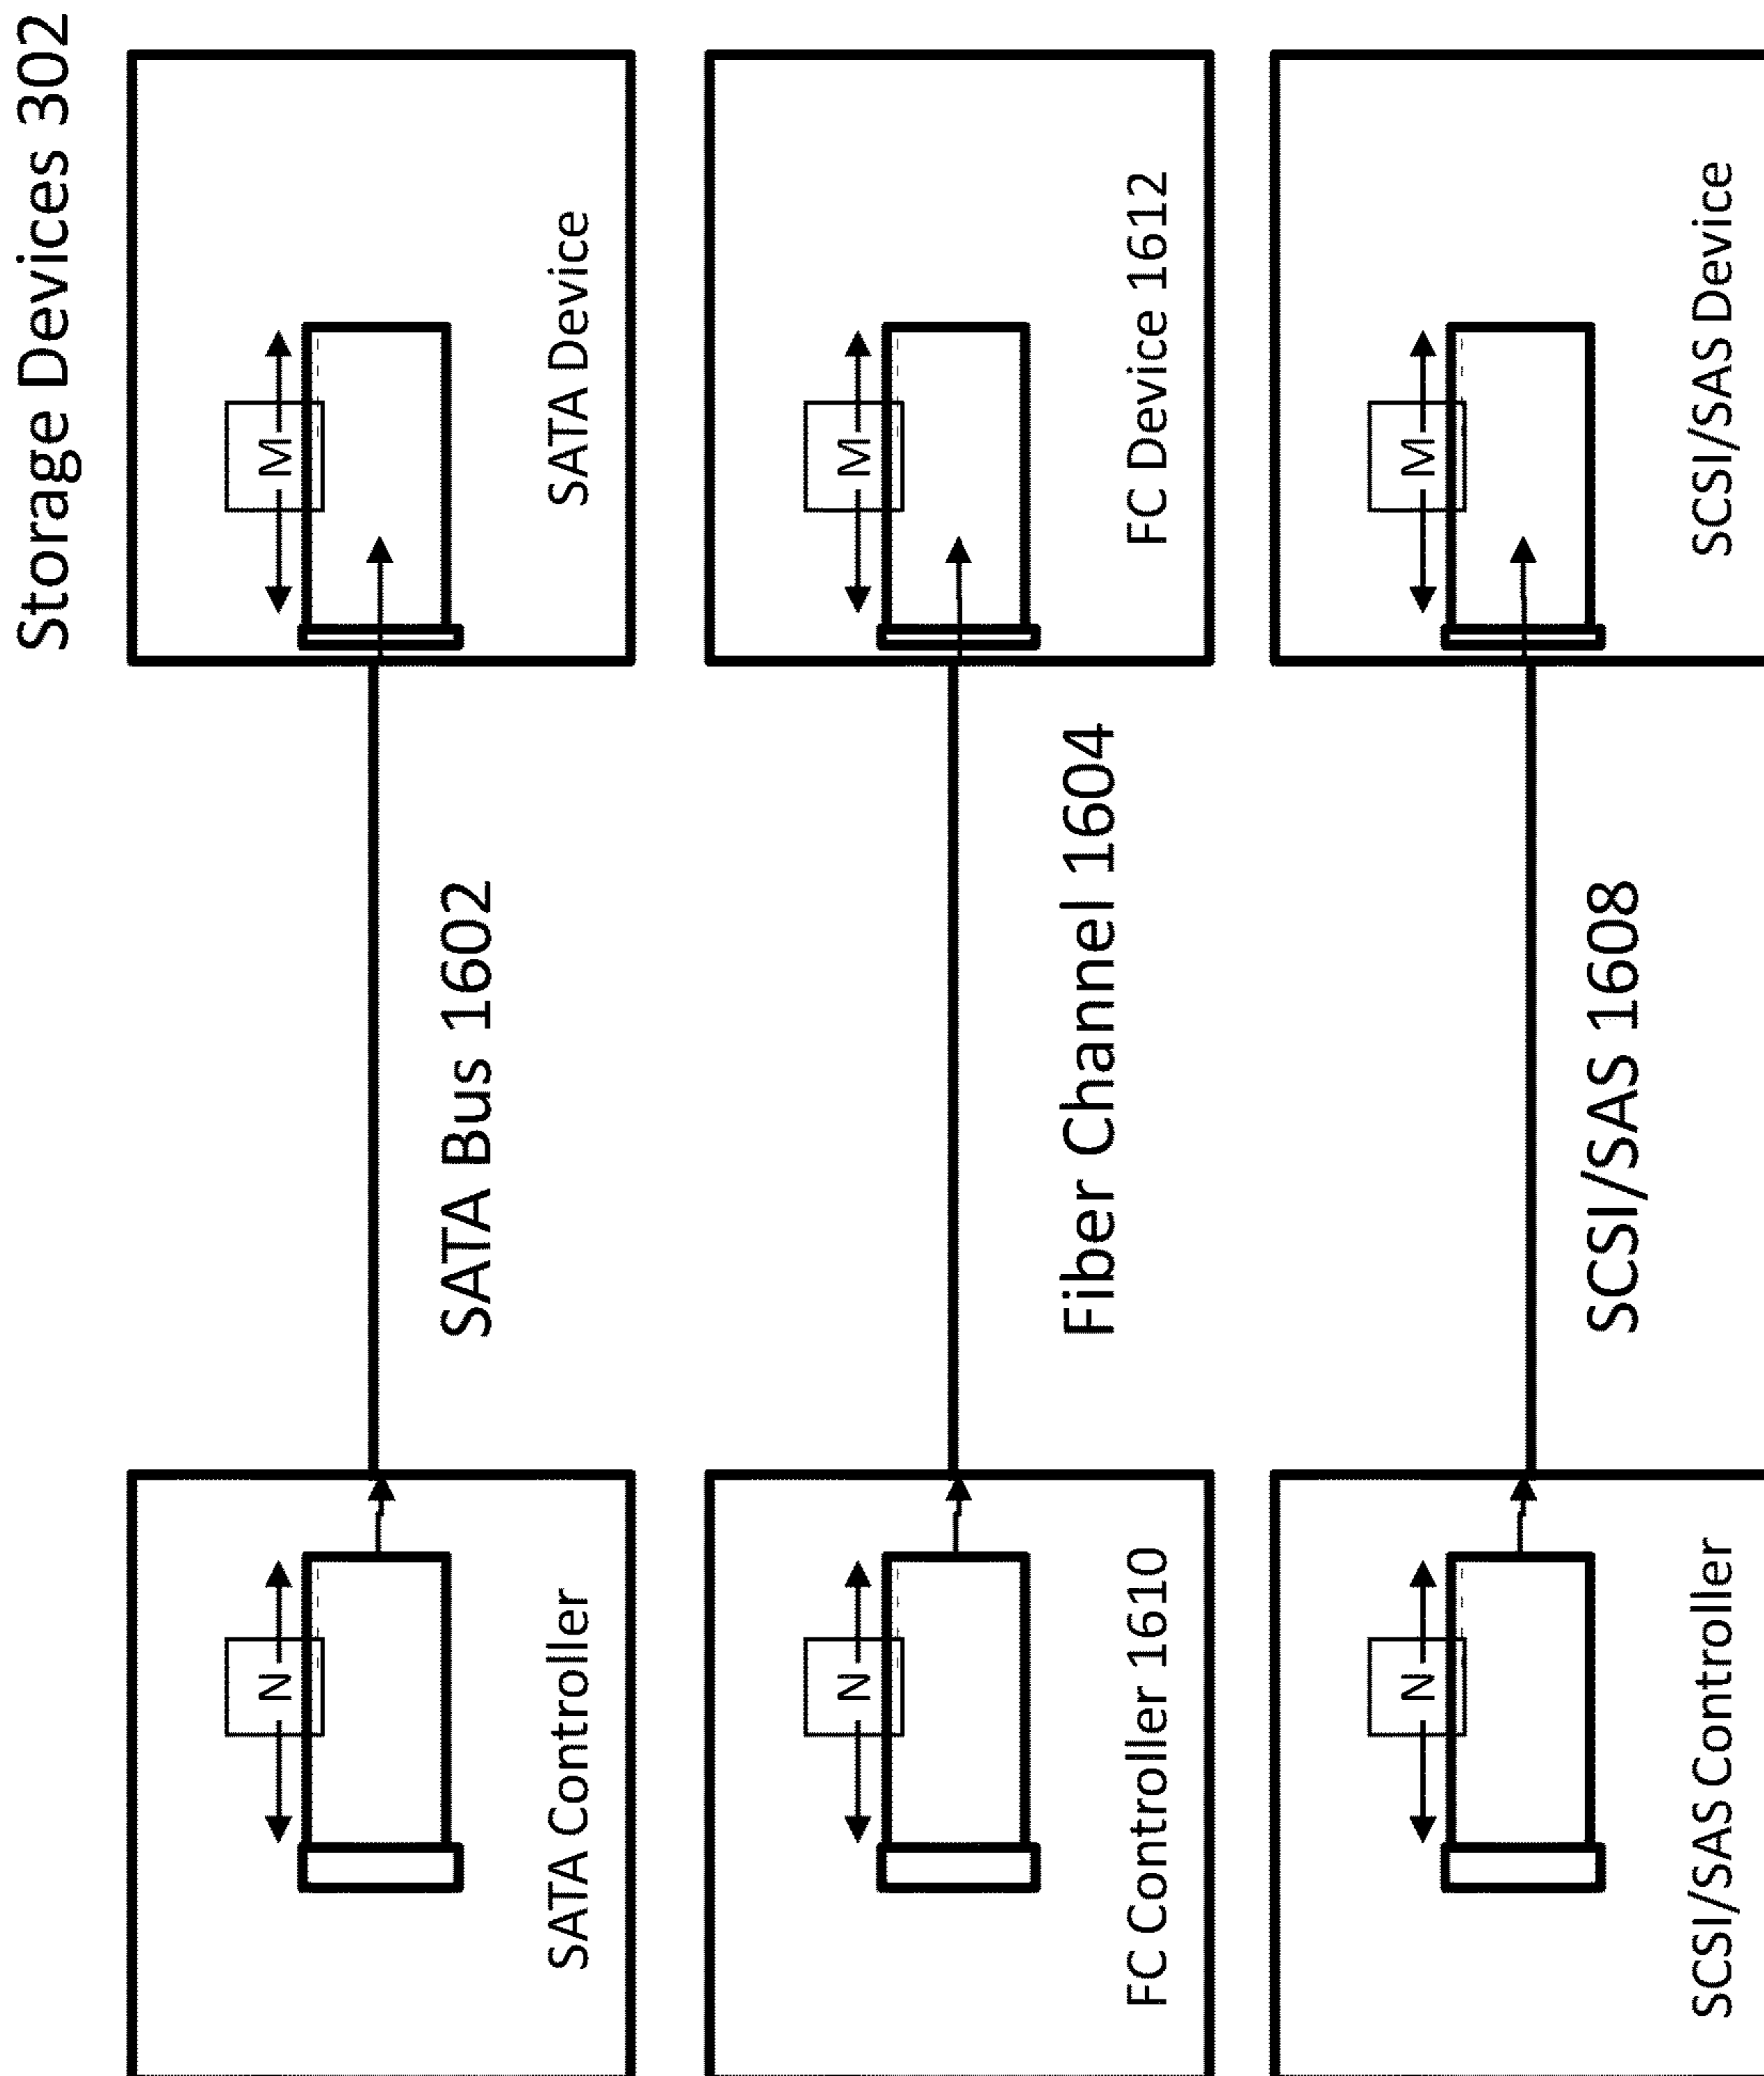 Storage Devices 302
N
M
SATA Controller
SATA Bus 1602
SATA Device
N
M
FC Controller 1610
Fiber Channel 1604
FC Device 1612
N
M
SCSI/SAS Controller
SCSI/SAS 1608
SCSI/SAS Device